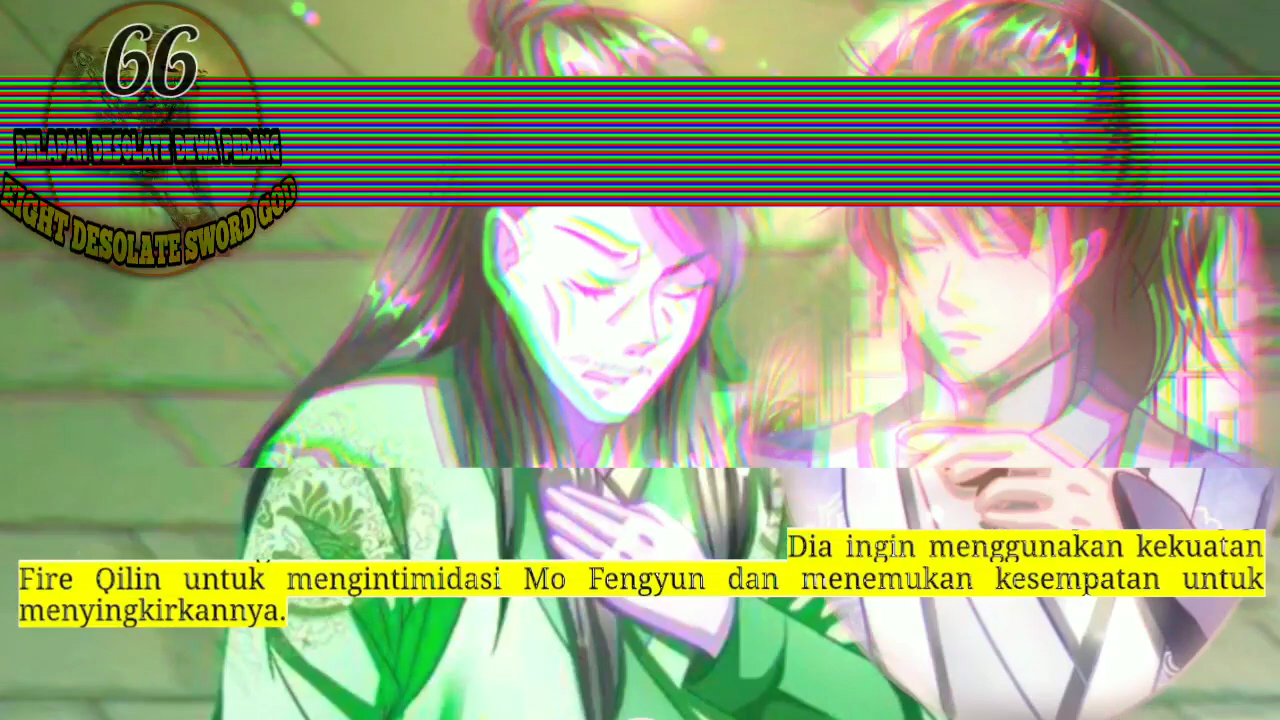 66
DELAPAN DESOLATE DEWA PEDANG
EIGHT DESOLATE SWORD GOD
Dia ingin menggunakan kekuatan
Fire Qilin untuk mengintimidasi Mo Fengyun dan menemukan kesempatan untuk
menyingkirkannya.